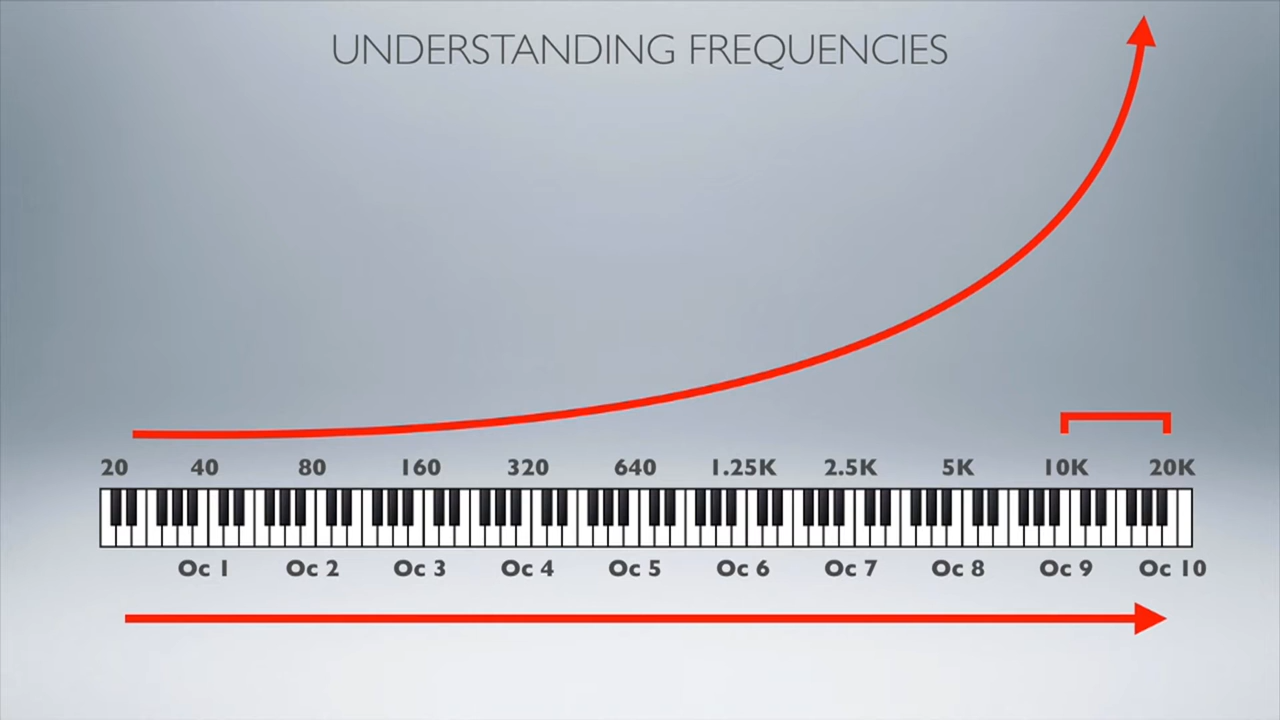 UNDERSTANDING FREQUENCIES
20 40 80 160 320 640 1.25K 2.5K 5K 10K 20K
Oc 1 Oc 2 Oc 3 Oc 4 Oc 5 Oc 6 Oc 7 Oc 8 Oc 9 Oc 10